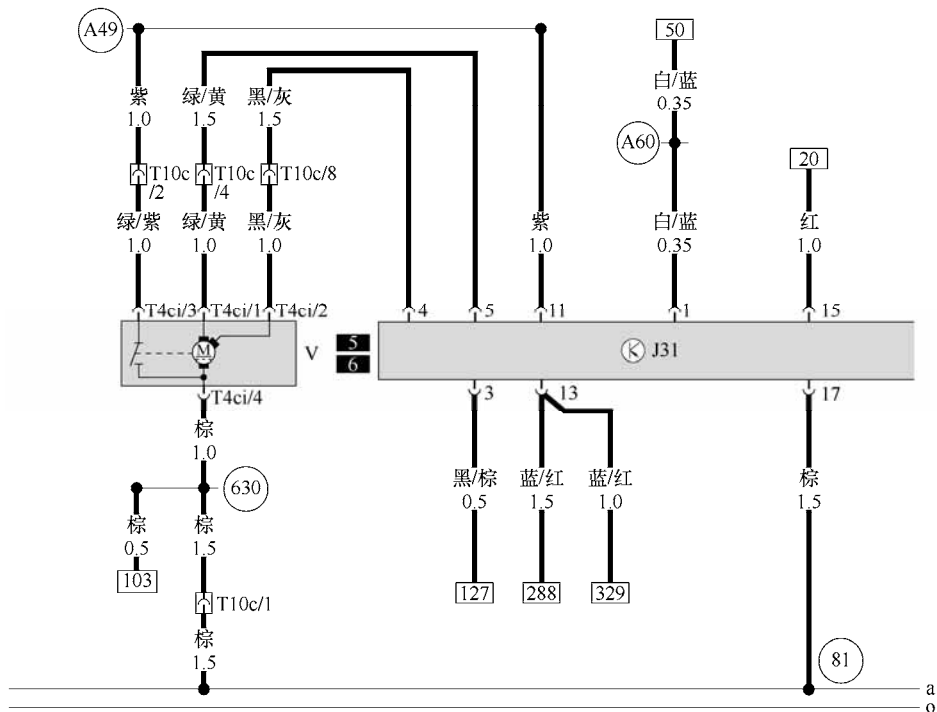 A49
50
紫
1.0
绿/黄
1.5
黑/灰
1.5
白/蓝
0.35
A60
20
T10c
/2
T10c
/4
T10c/8
绿/紫
1.0
绿/黄
1.0
黑/灰
1.0
紫
1.0
白/蓝
0.35
红
1.0
T4ci/3
T4ci/1
T4ci/2
4
5
11
1
15
M
V
5
6
K
J31
T4ci/4
3
13
17
棕
1.0
630
黑/棕
0.5
蓝/红
1.5
蓝/红
1.0
棕
1.5
棕
0.5
棕
1.5
103
127
288
329
T10c/1
棕
1.5
81
a
o